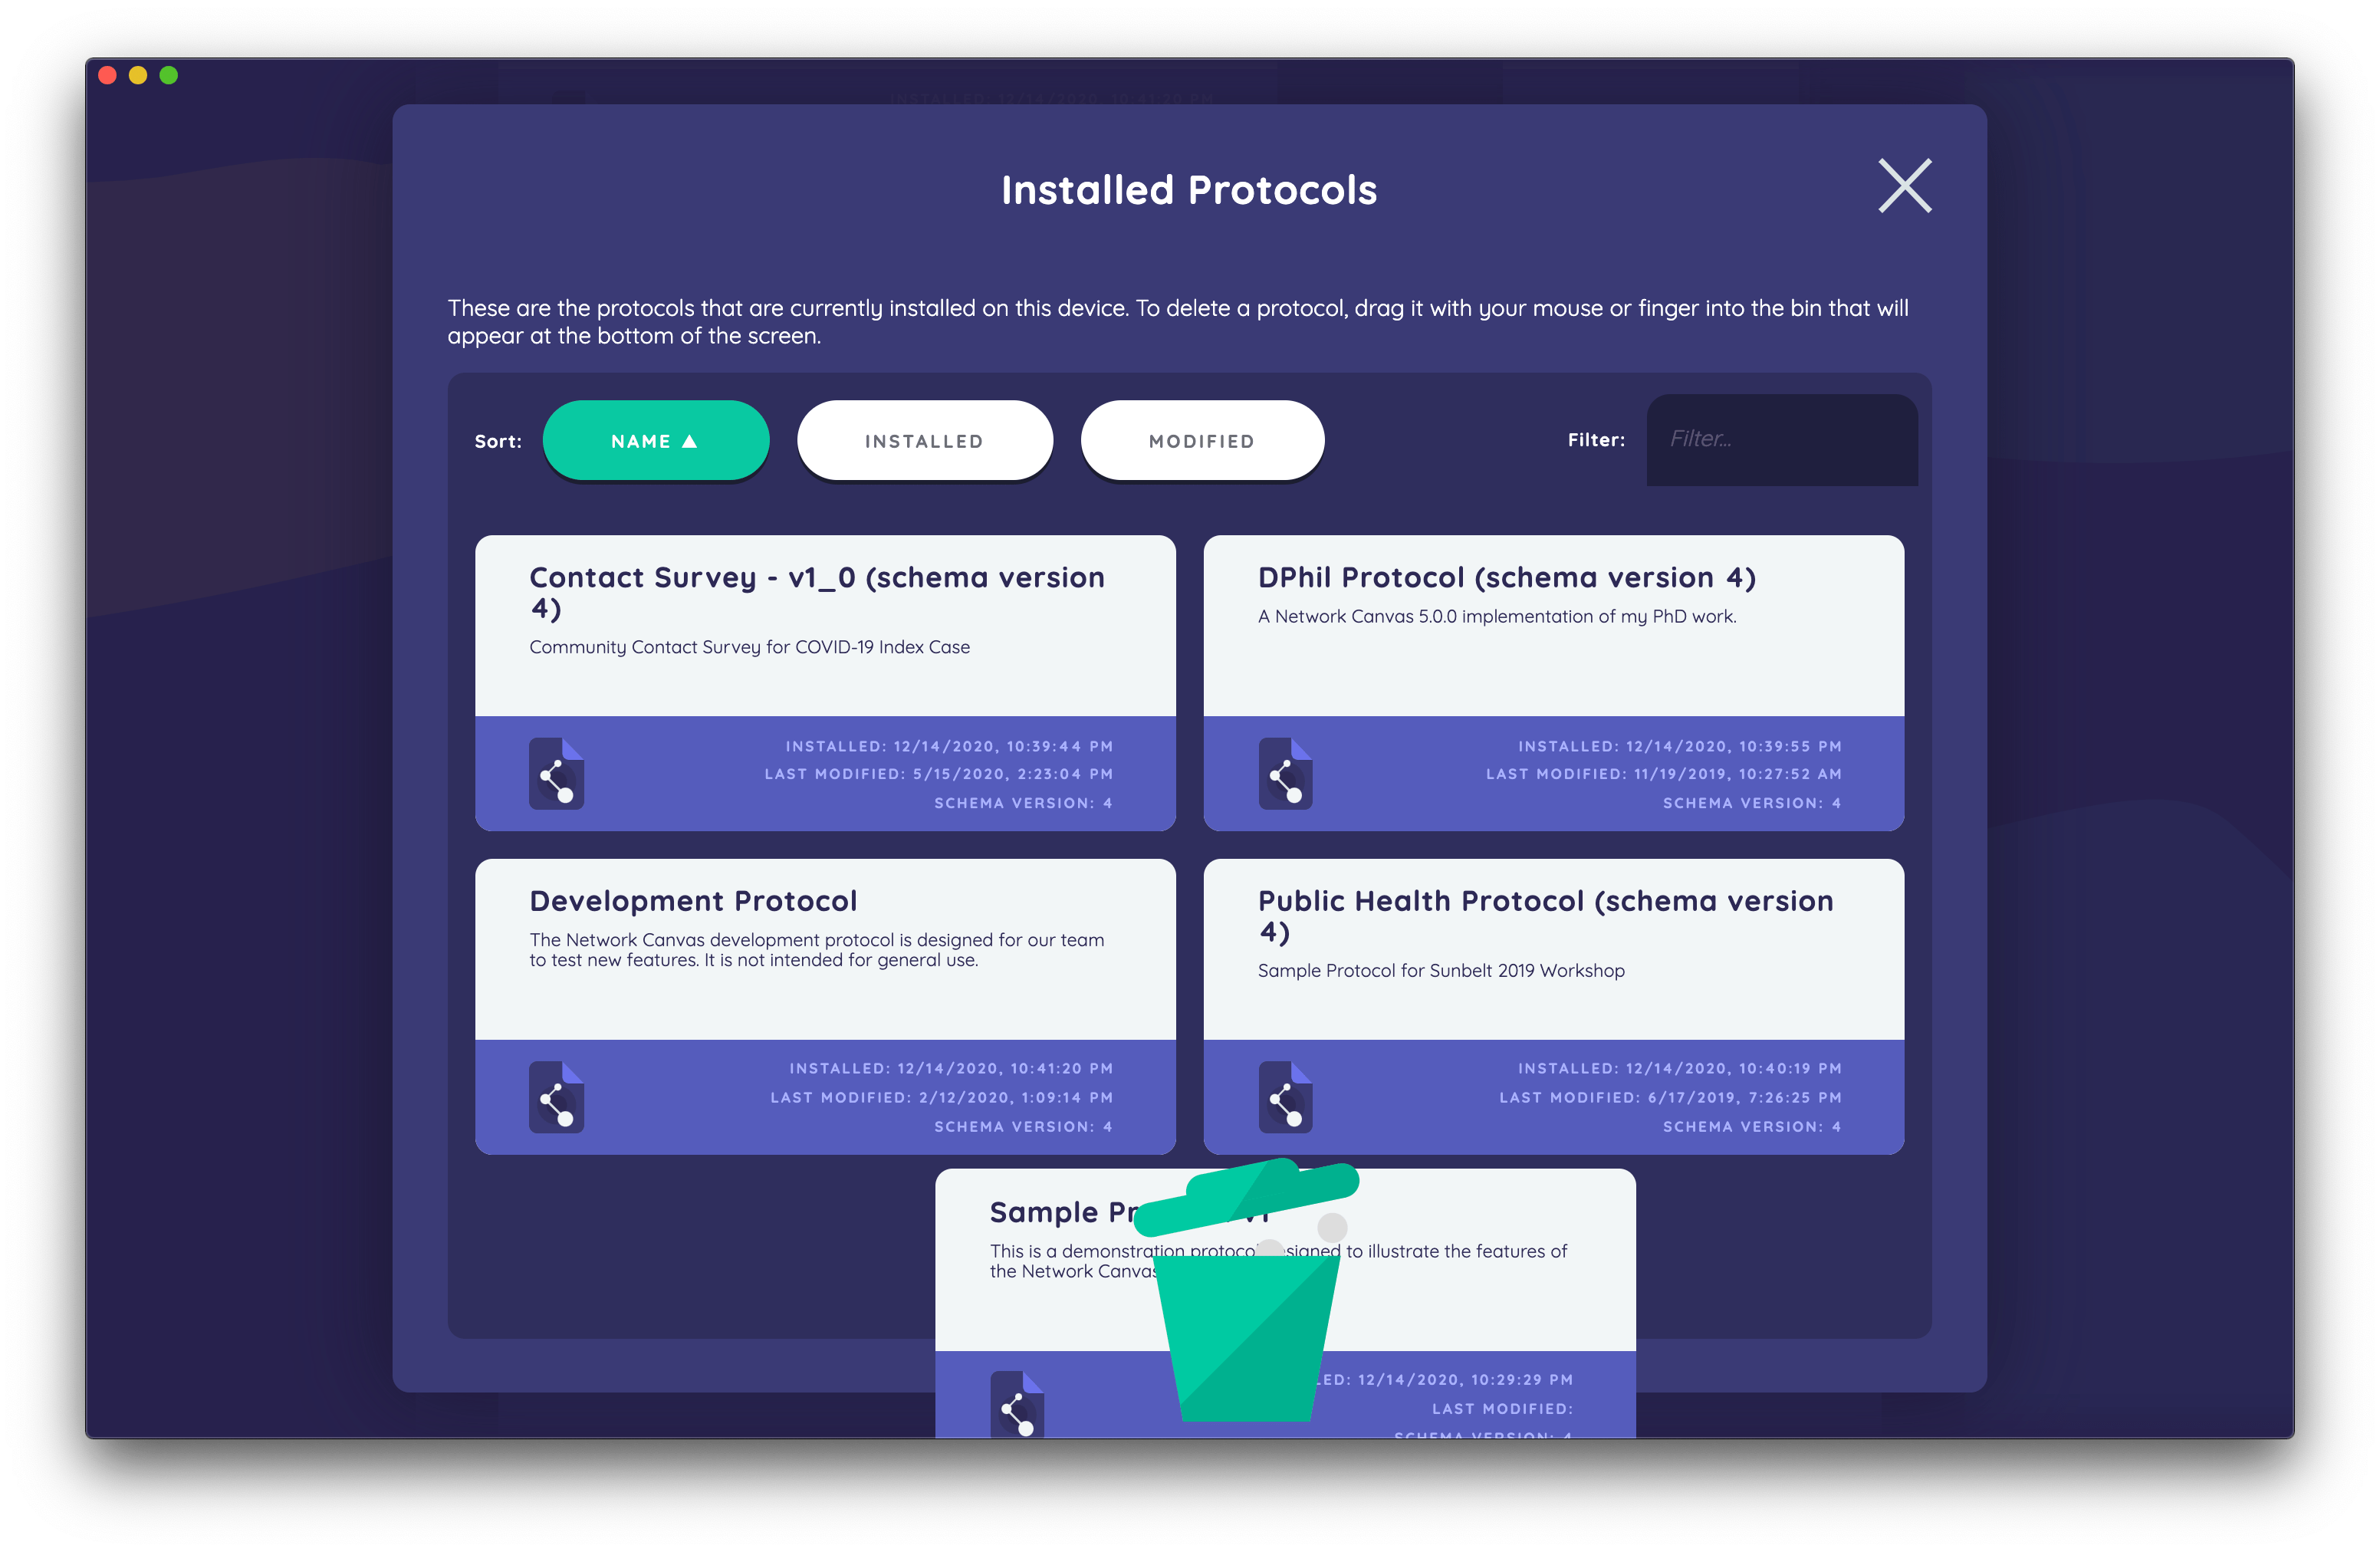 INSTALLED: 12/14/2020, 10:41:20 PM
Installed Protocols
These are the protocols that are currently installed on this device. To delete a protocol, drag it with your mouse or finger into the bin that will
appear at the bottom of the screen.
Sort: NAME ▲ INSTALLED MODIFIED Filter: Filter...
Contact Survey - v1_0 (schema version
4)
Community Contact Survey for COVID-19 Index Case
INSTALLED: 12/14/2020, 10:39:44 PM
LAST MODIFIED: 5/15/2020, 2:23:04 PM
SCHEMA VERSION: 4
DPhil Protocol (schema version 4)
A Network Canvas 5.0.0 implementation of my PhD work.
INSTALLED: 12/14/2020, 10:39:55 PM
LAST MODIFIED: 11/19/2019, 10:27:52 AM
SCHEMA VERSION: 4
Development Protocol
The Network Canvas development protocol is designed for our team
to test new features. It is not intended for general use.
INSTALLED: 12/14/2020, 10:41:20 PM
LAST MODIFIED: 2/12/2020, 1:09:14 PM
SCHEMA VERSION: 4
Public Health Protocol (schema version
4)
Sample Protocol for Sunbelt 2019 Workshop
INSTALLED: 12/14/2020, 10:40:19 PM
LAST MODIFIED: 6/17/2019, 7:26:25 PM
SCHEMA VERSION: 4
Sample
This is a demonstration protocol designed to illustrate the features of
the Network Canvas
12/14/2020, 10:29:29 PM
LAST MODIFIED:
SCHEMA VERSION: 4